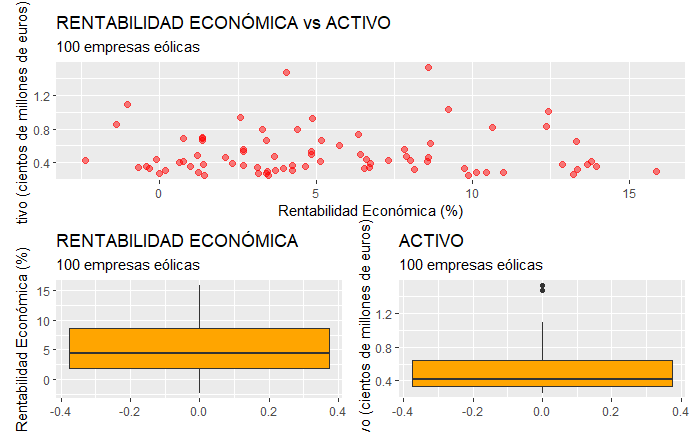 RENTABILIDAD ECONÓMICA vs ACTIVO
100 empresas eólicas
tivo (cientos de millones de euros)
1.2
0.8
0.4
0
5
10
15
Rentabilidad Económica (%)
RENTABILIDAD ECONÓMICA
100 empresas eólicas
Rentabilidad Económica (%)
15
10
5
0
-0.4
-0.2
0.0
0.2
0.4
ACTIVO
100 empresas eólicas
vo (cientos de millones de euros)
1.2
0.8
0.4
-0.4
-0.2
0.0
0.2
0.4